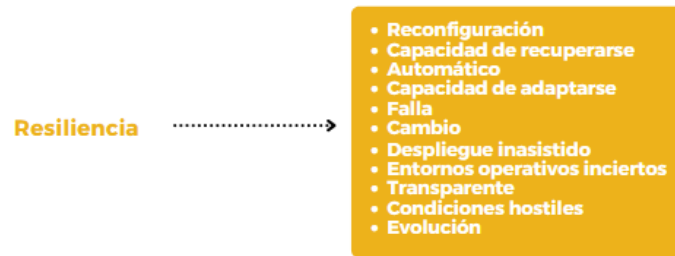 Resiliencia
• Reconfiguración
• Capacidad de recuperarse
• Automático
• Capacidad de adaptarse
• Falla
• Cambio
• Despliegue inasistido
• Entornos operativos inciertos
• Transparente
• Condiciones hostiles
• Evolución